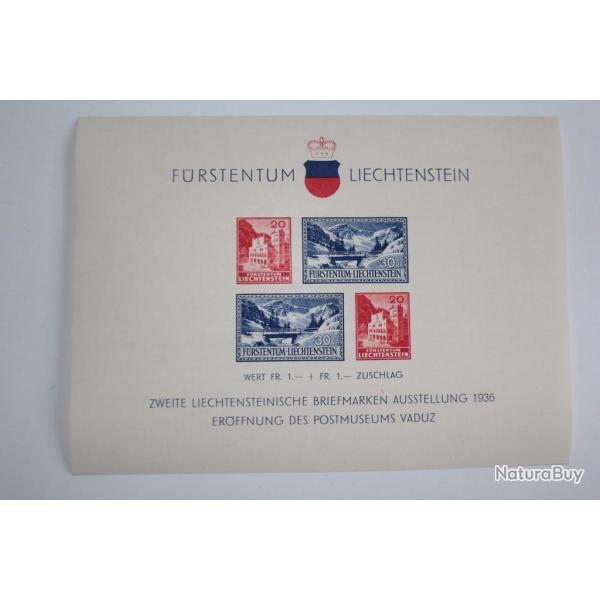 FÜRSTENTUM LIECHTENSTEIN
20
FÜRSTENTUM
LIECHTENSTEIN
30
FÜRSTENTUM·LIECHTENSTEIN
30
FÜRSTENTUM·LIECHTENSTEIN
20
FÜRSTENTUM
LIECHTENSTEIN
WERT FR. 1.— + FR. 1.— ZUSCHLAG
ZWEITE LIECHTENSTEINISCHE BRIEFMARKEN AUSSTELLUNG 1936
ERÖFFNUNG DES POSTMUSEUMS VADUZ
NaturaBuy